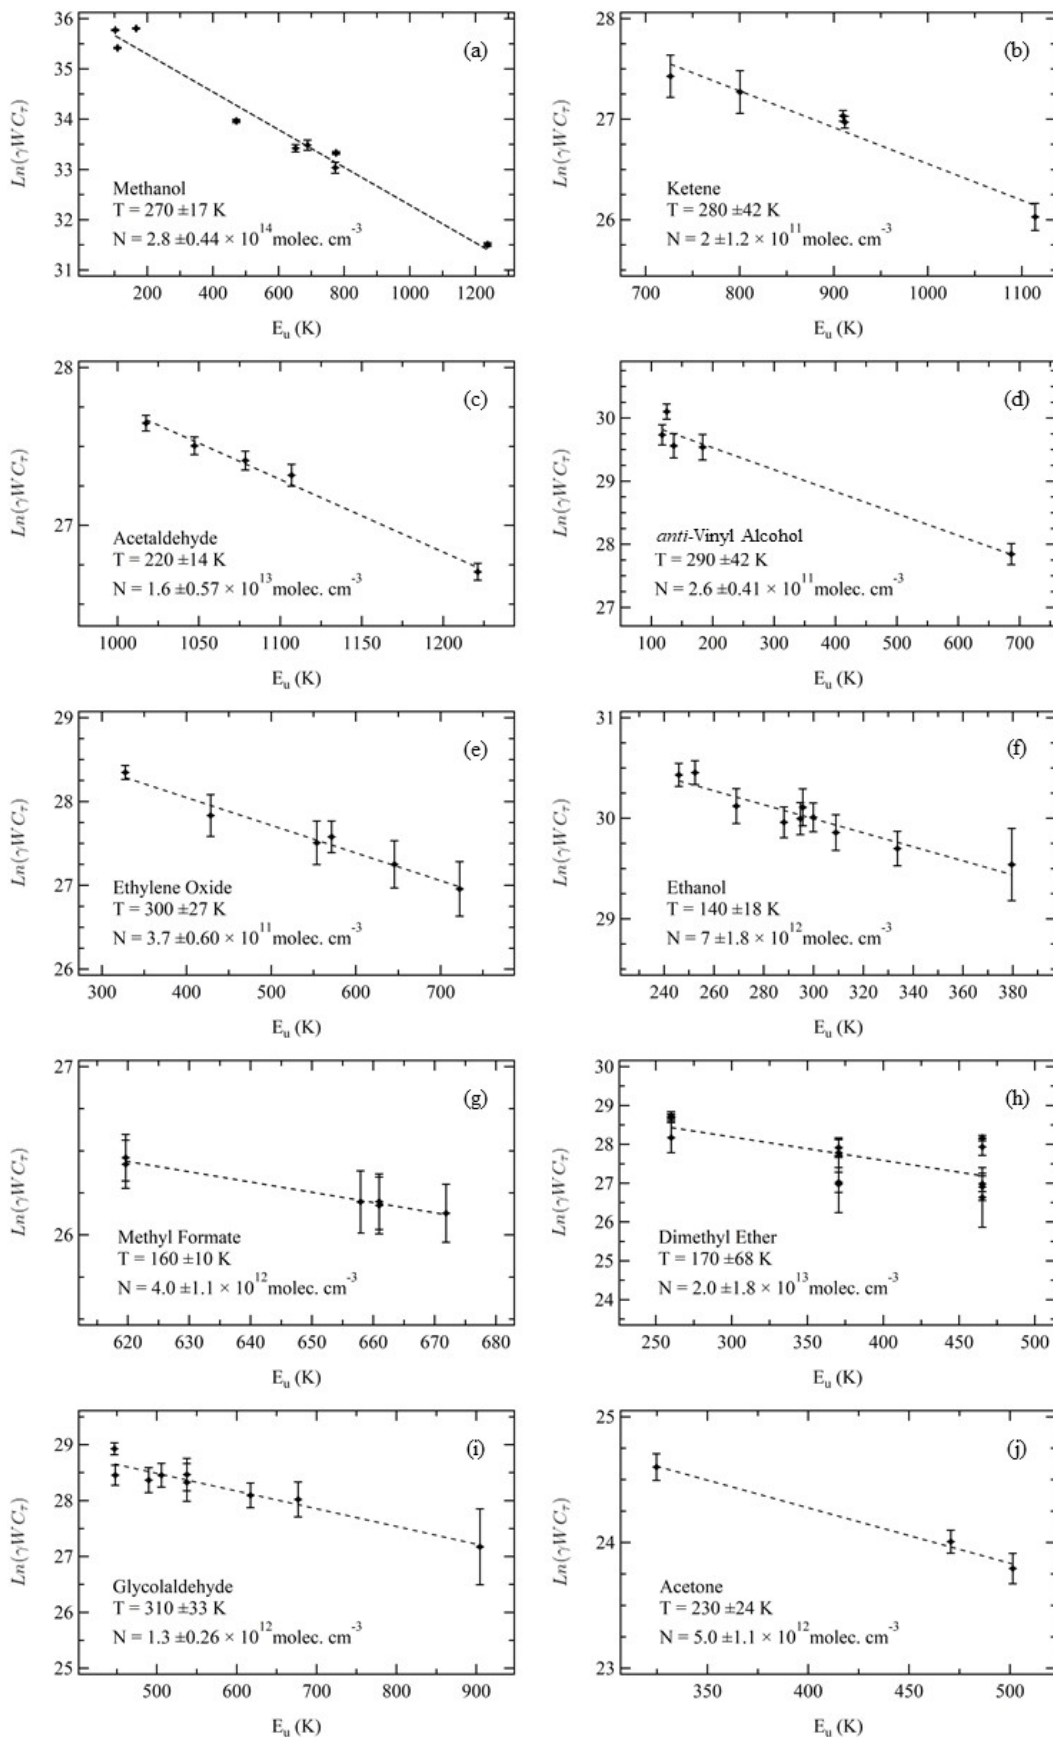 (a)
Ln(γWCτ)
36
35
34
33
32
31
Methanol
T = 270 ±17 K
N = 2.8 ±0.44 × 10^14 molec. cm^-3
200 400 600 800 1000 1200
E_u (K)
(b)
Ln(γWCτ)
28
27
26
Ketene
T = 280 ±42 K
N = 2 ±1.2 × 10^11 molec. cm^-3
700 800 900 1000 1100
E_u (K)
(c)
Ln(γWCτ)
28
27
Acetaldehyde
T = 220 ±14 K
N = 1.6 ±0.57 × 10^13 molec. cm^-3
1000 1050 1100 1150 1200
E_u (K)
(d)
Ln(γWCτ)
30
29
28
27
anti-Vinyl Alcohol
T = 290 ±42 K
N = 2.6 ±0.41 × 10^11 molec. cm^-3
100 200 300 400 500 600 700
E_u (K)
(e)
Ln(γWCτ)
29
28
27
26
Ethylene Oxide
T = 300 ±27 K
N = 3.7 ±0.60 × 10^11 molec. cm^-3
300 400 500 600 700
E_u (K)
(f)
Ln(γWCτ)
31
30
29
Ethanol
T = 140 ±18 K
N = 7 ±1.8 × 10^12 molec. cm^-3
240 260 280 300 320 340 360 380
E_u (K)
(g)
Ln(γWCτ)
27
26
Methyl Formate
T = 160 ±10 K
N = 4.0 ±1.1 × 10^12 molec. cm^-3
620 630 640 650 660 670 680
E_u (K)
(h)
Ln(γWCτ)
30
29
28
27
26
25
24
Dimethyl Ether
T = 170 ±68 K
N = 2.0 ±1.8 × 10^13 molec. cm^-3
250 300 350 400 450 500
E_u (K)
(i)
Ln(γWCτ)
29
28
27
26
25
Glycolaldehyde
T = 310 ±33 K
N = 1.3 ±0.26 × 10^12 molec. cm^-3
500 600 700 800 900
E_u (K)
(j)
Ln(γWCτ)
25
24
23
Acetone
T = 230 ±24 K
N = 5.0 ±1.1 × 10^12 molec. cm^-3
350 400 450 500
E_u (K)